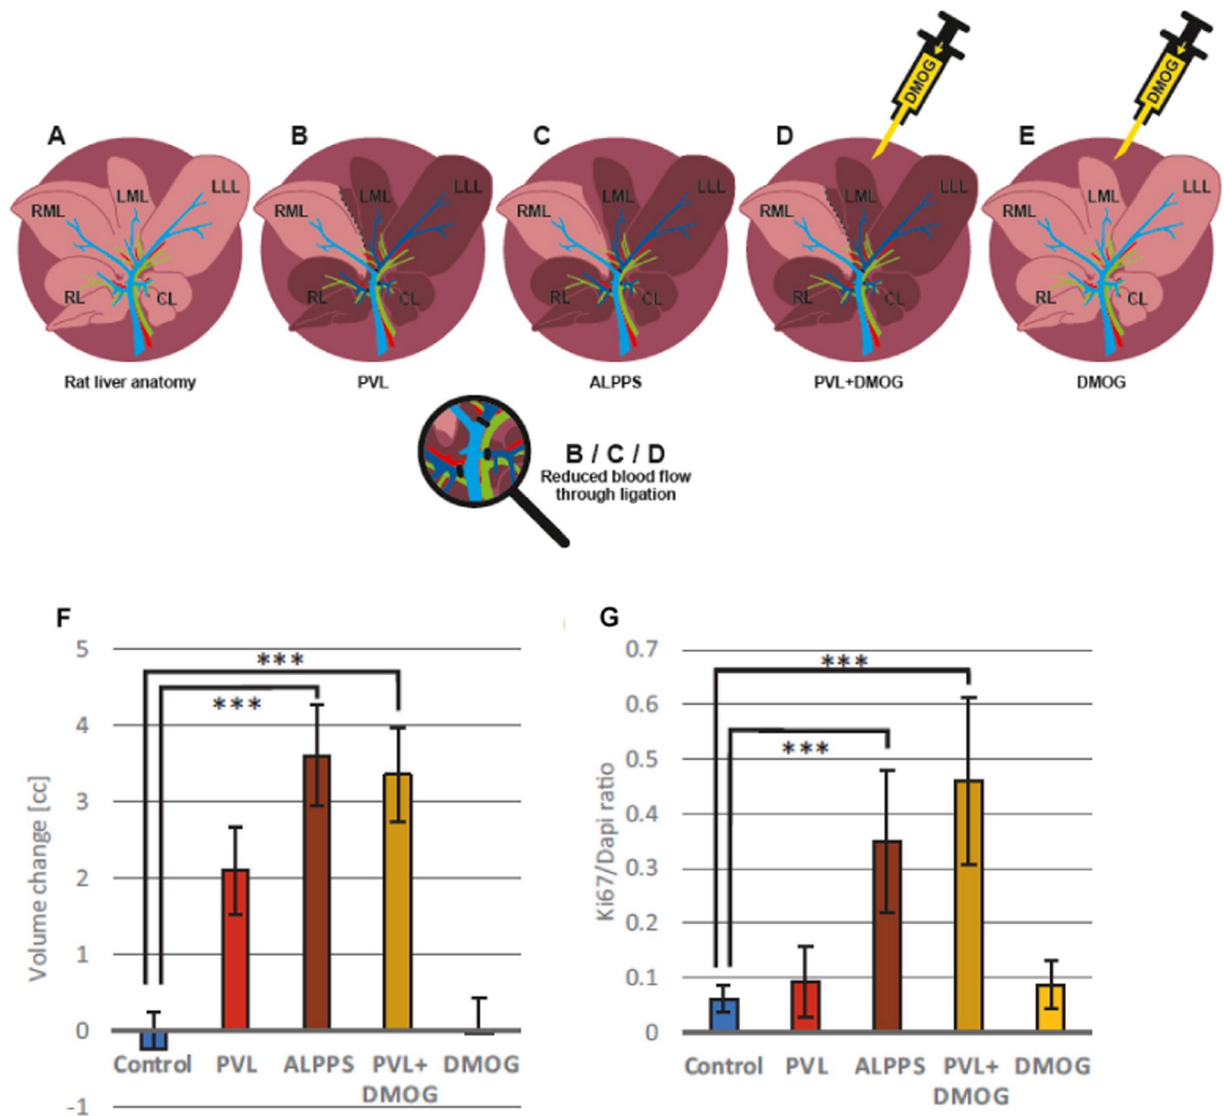 A
B
C
D
E
DMOG
DMOG
RML
LML
LLL
RL
CL
RML
LML
LLL
RL
CL
RML
LML
LLL
RL
CL
RML
LML
LLL
RL
CL
RML
LML
LLL
RL
CL
Rat liver anatomy
PVL
ALPPS
PVL+DMOG
DMOG
B / C / D
Reduced blood flow
through ligation
F
Volume change [cc]
5
4
3
2
1
0
-1
***
***
Control
PVL
ALPPS
PVL+
DMOG
DMOG
G
Ki67/Dapi ratio
0.7
0.6
0.5
0.4
0.3
0.2
0.1
0
***
***
Control
PVL
ALPPS
PVL+
DMOG
DMOG